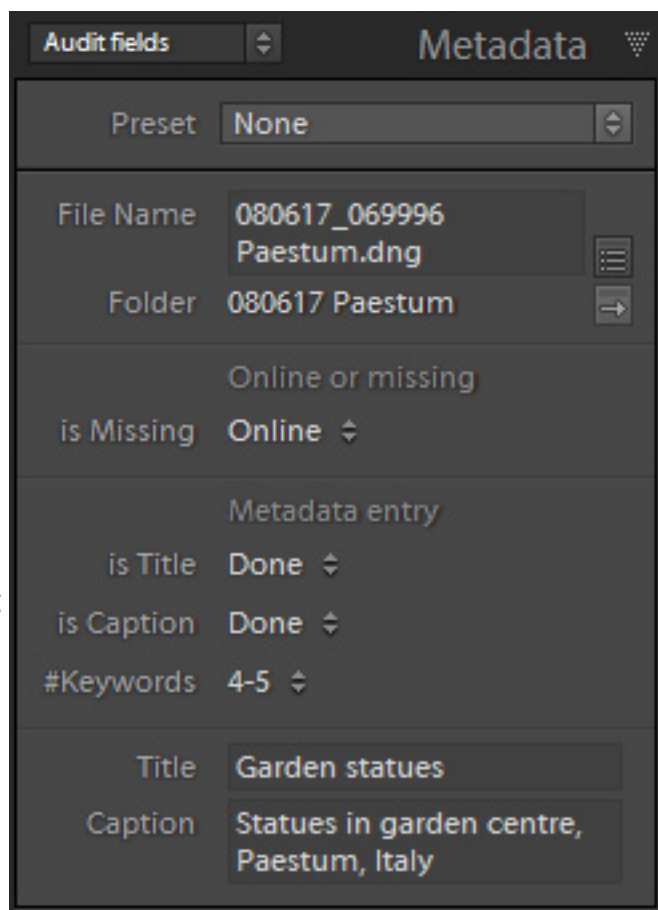 Audit fields Metadata
Preset None
File Name 080617_069996
Paestum.dng
Folder 080617 Paestum
Online or missing
is Missing Online
Metadata entry
is Title Done
is Caption Done
#Keywords 4-5
Title Garden statues
Caption Statues in garden centre,
Paestum, Italy